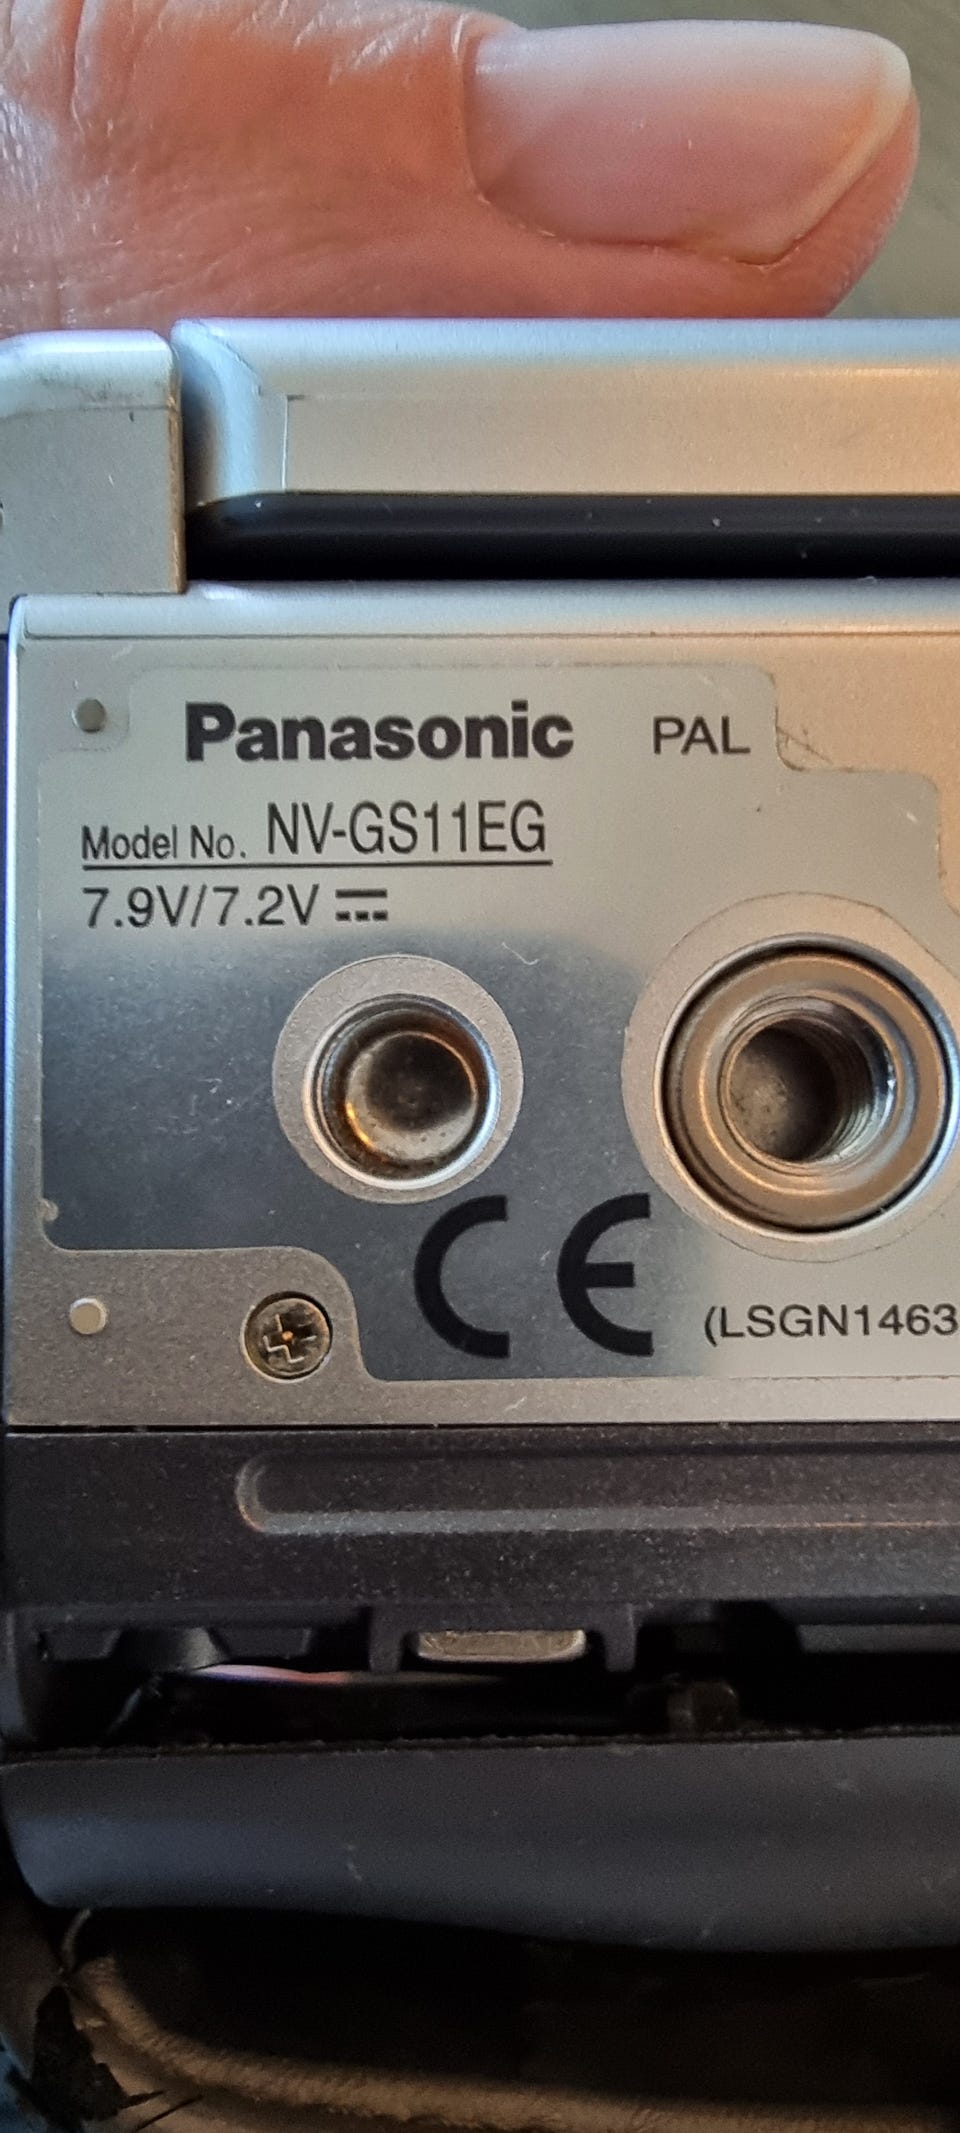 Panasonic PAL
Model No. NV-GS11EG
7.9V/7.2V
CE
(LSGN1463